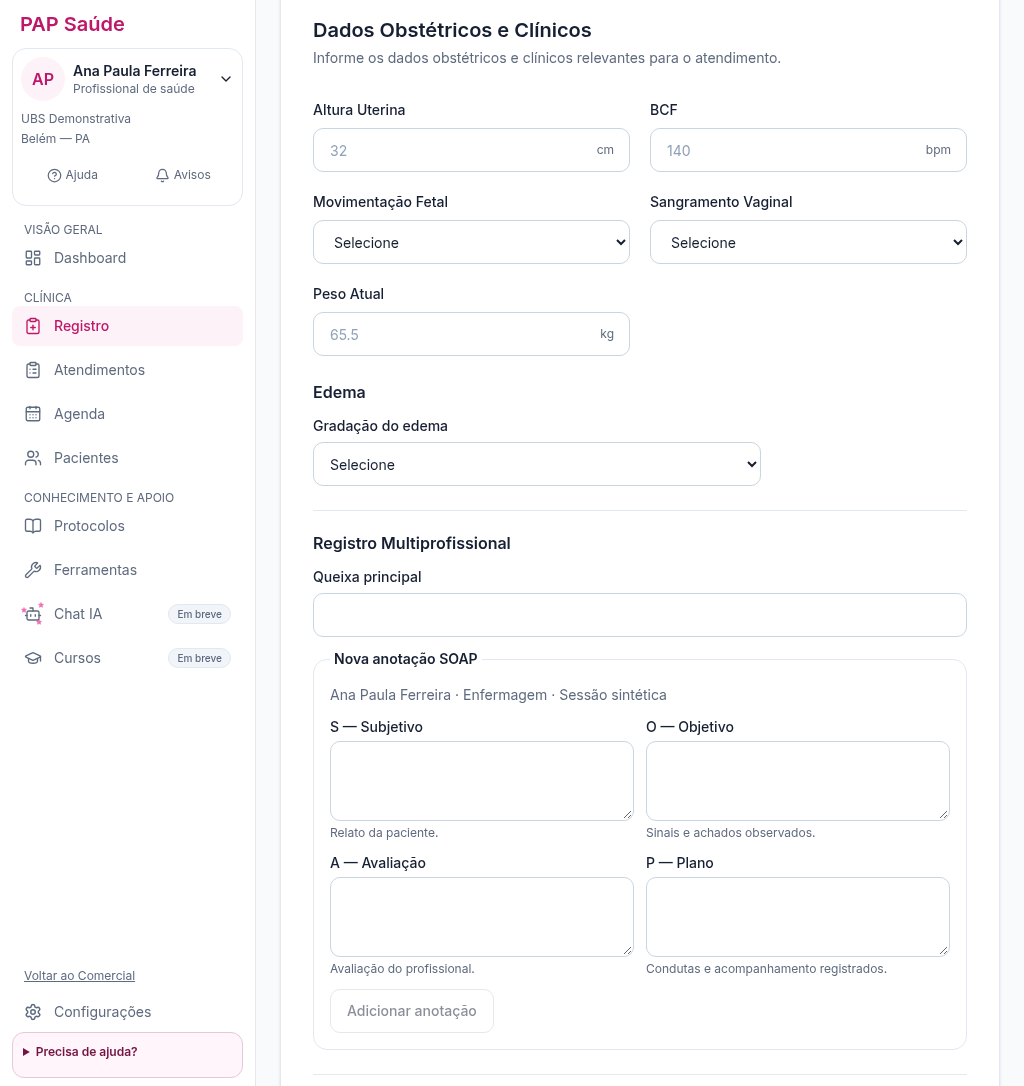 PAP Saúde
AP
Ana Paula Ferreira
Profissional de saúde
UBS Demonstrativa
Belém — PA
Ajuda
Avisos
VISÃO GERAL
Dashboard
CLÍNICA
Registro
Atendimentos
Agenda
Pacientes
CONHECIMENTO E APOIO
Protocolos
Ferramentas
Chat IA
Em breve
Cursos
Em breve
Voltar ao Comercial
Configurações
Precisa de ajuda?
Dados Obstétricos e Clínicos
Informe os dados obstétricos e clínicos relevantes para o atendimento.
Altura Uterina
32
cm
BCF
140
bpm
Movimentação Fetal
Selecione
Sangramento Vaginal
Selecione
Peso Atual
65.5
kg
Edema
Gradação do edema
Selecione
Registro Multiprofissional
Queixa principal
Nova anotação SOAP
Ana Paula Ferreira · Enfermagem · Sessão sintética
S — Subjetivo
Relato da paciente.
O — Objetivo
Sinais e achados observados.
A — Avaliação
Avaliação do profissional.
P — Plano
Condutas e acompanhamento registrados.
Adicionar anotação